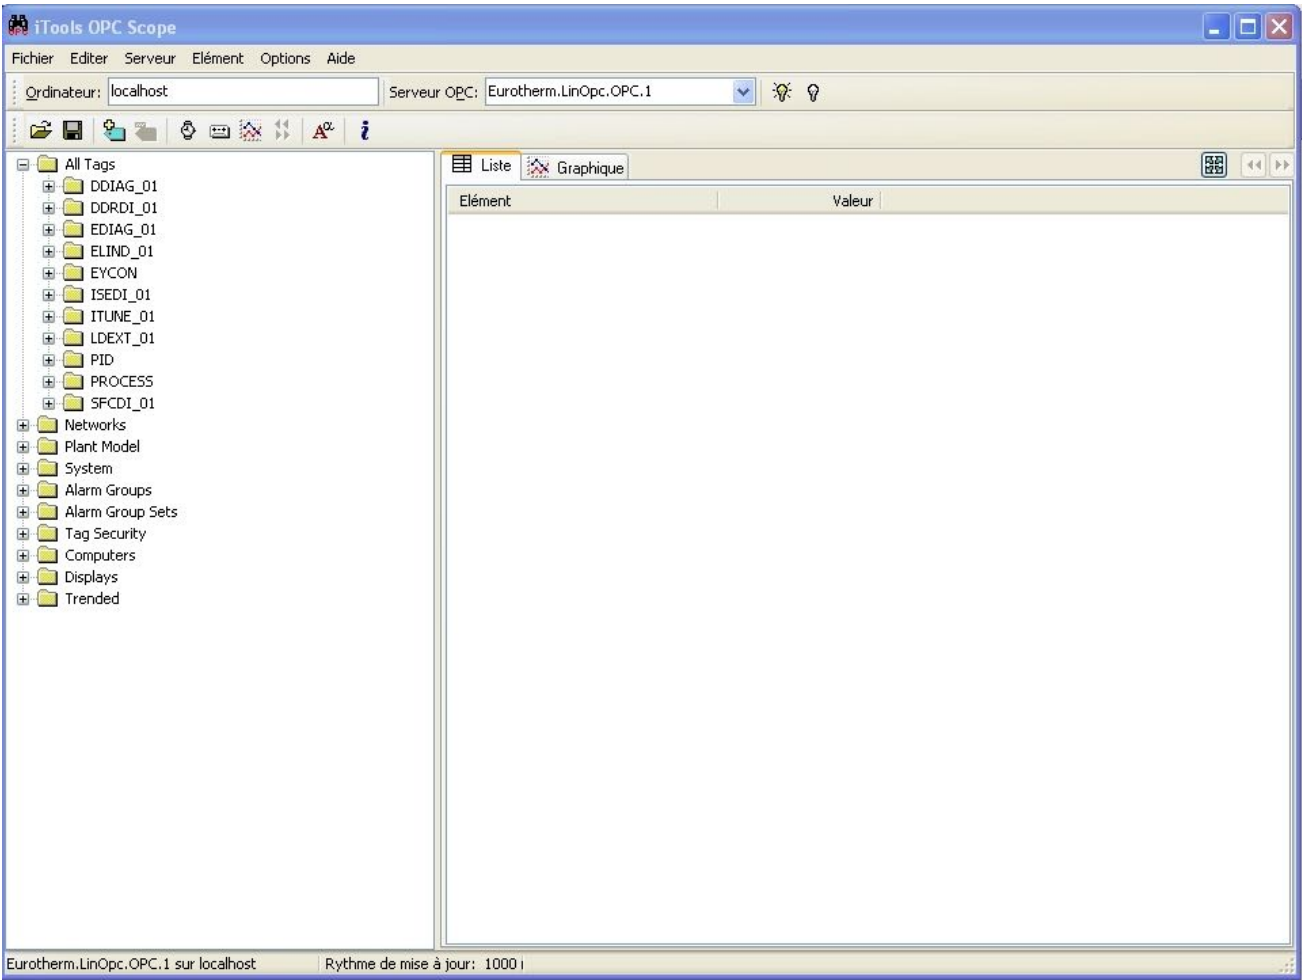 iTools OPC Scope
Fichier Editer Serveur Elément Options Aide
Ordinateur: localhost Serveur OPC: Eurotherm.LinOpc.OPC.1
All Tags
DDIAG_01
DDRDI_01
EDIAG_01
ELIND_01
EYCON
ISEDI_01
ITUNE_01
LDEXT_01
PID
PROCESS
SFCDI_01
Networks
Plant Model
System
Alarm Groups
Alarm Group Sets
Tag Security
Computers
Displays
Trended
Liste Graphique
Elément Valeur
Eurotherm.LinOpc.OPC.1 sur localhost Rythme de mise à jour: 1000